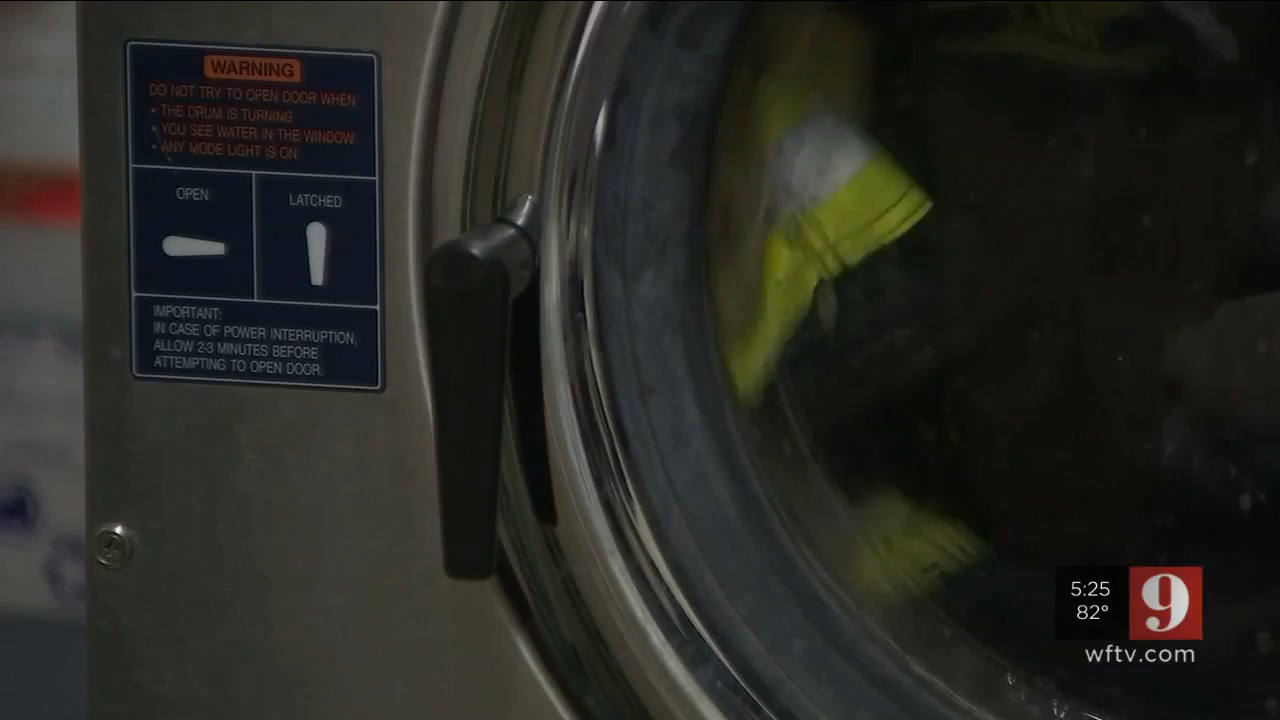 WARNING
DO NOT TRY TO OPEN DOOR WHEN
• THE DRUM IS TURNING
• YOU SEE WATER IN THE WINDOW
• ANY MODE LIGHT IS ON
OPEN
LATCHED
IMPORTANT:
IN CASE OF POWER INTERRUPTION,
ALLOW 2-3 MINUTES BEFORE
ATTEMPTING TO OPEN DOOR.
5:25
82°
9
wftv.com